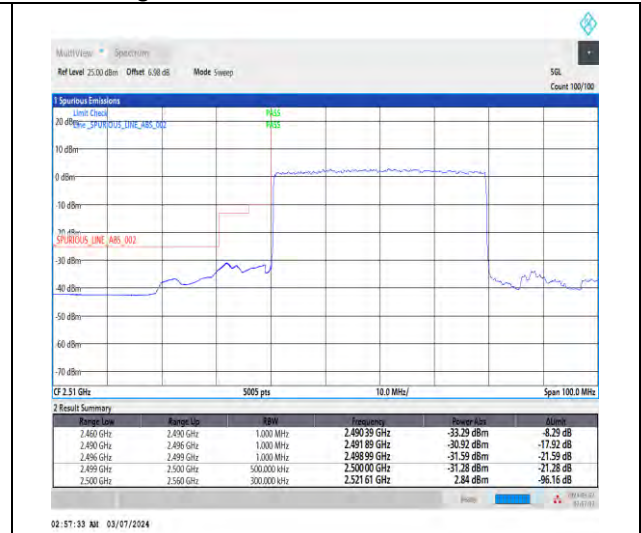 MultiView Spectrum
Ref Level 25.00 dBm Offset 6.98 dB Mode Sweep SGL
Count 100/100
1 Spurious Emissions
Limit Check PASS
20 dBm Line _SPURIOUS_LINE_ABS_002 PASS
10 dBm
0 dBm
-10 dBm
-20 dBm
SPURIOUS_LINE_ABS_002
-30 dBm
-40 dBm
-50 dBm
-60 dBm
-70 dBm
CF 2.51 GHz 5005 pts 10.0 MHz/ Span 100.0 MHz
2 Result Summary
Range Low Range Up RBW Frequency Power Abs ΔLimit
2.460 GHz 2.490 GHz 1.000 MHz 2.490 39 GHz -33.29 dBm -8.29 dB
2.490 GHz 2.496 GHz 1.000 MHz 2.491 89 GHz -30.92 dBm -17.92 dB
2.496 GHz 2.499 GHz 1.000 MHz 2.498 99 GHz -31.59 dBm -21.59 dB
2.499 GHz 2.500 GHz 500.000 kHz 2.500 00 GHz -31.28 dBm -21.28 dB
2.500 GHz 2.560 GHz 300.000 kHz 2.521 61 GHz 2.84 dBm -96.16 dB
02:57:33 AM 03/07/2024